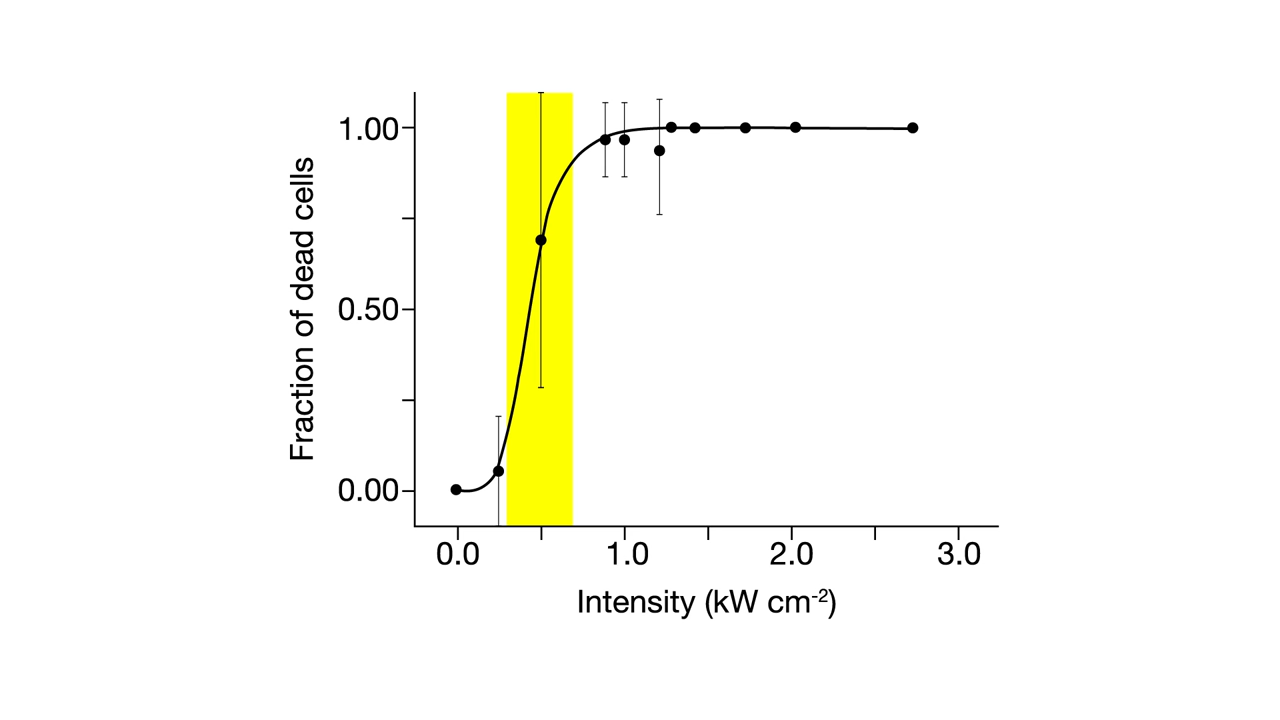 Fraction of dead cells
1.00
0.50
0.00
0.0 1.0 2.0 3.0
Intensity (kW cm⁻²)